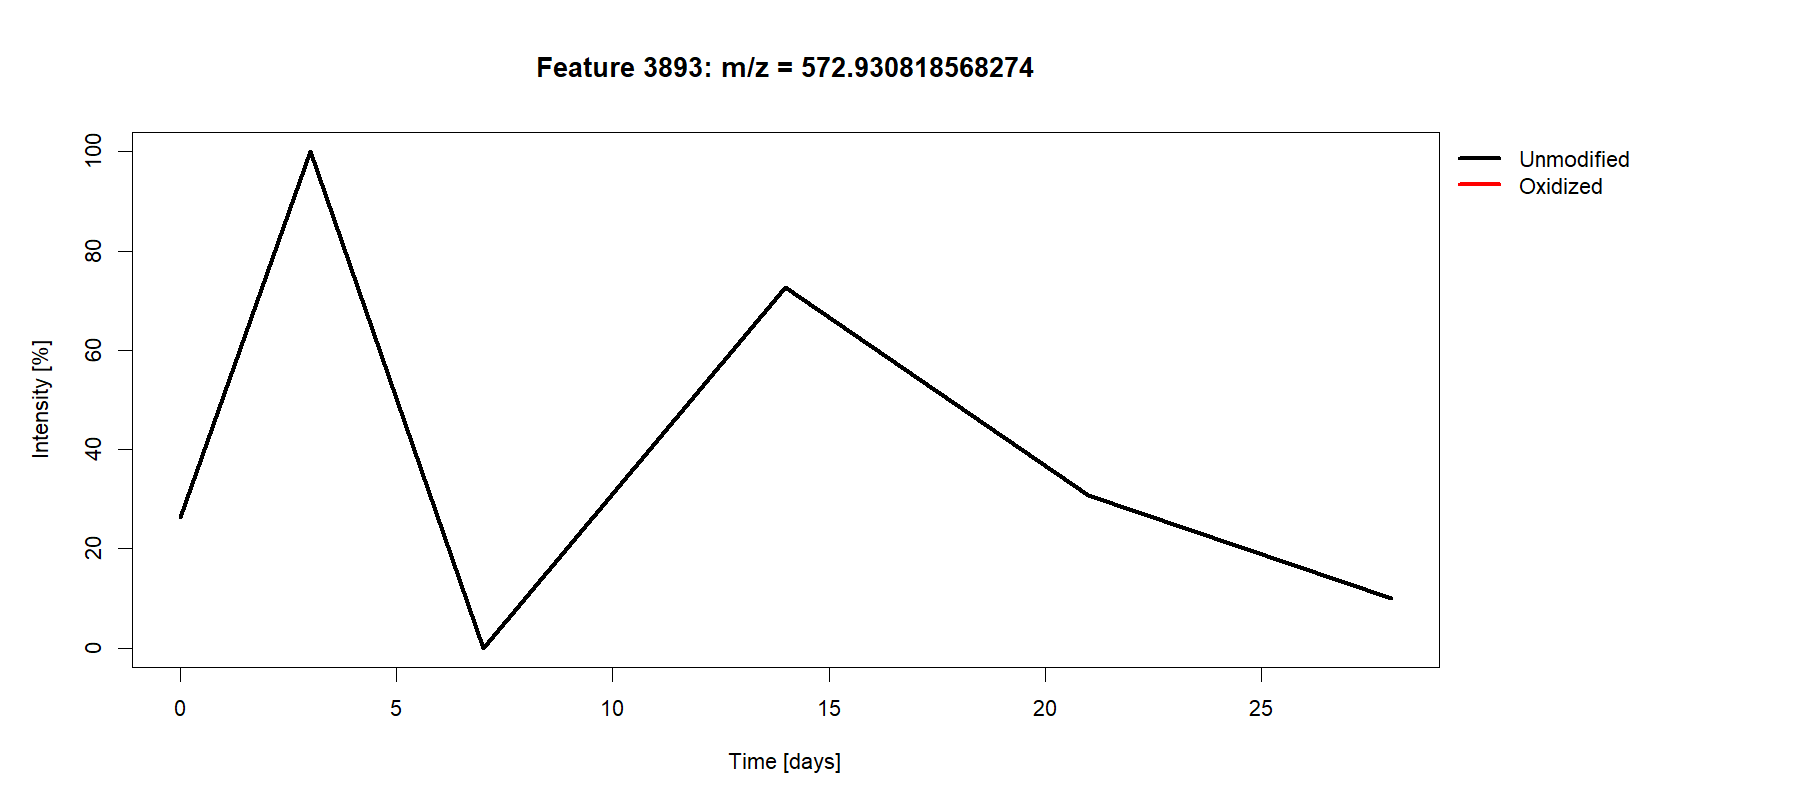 Feature 3893: m/z = 572.930818568274
Unmodified
Oxidized
Intensity [%]
100
80
60
40
20
0
0 5 10 15 20 25
Time [days]